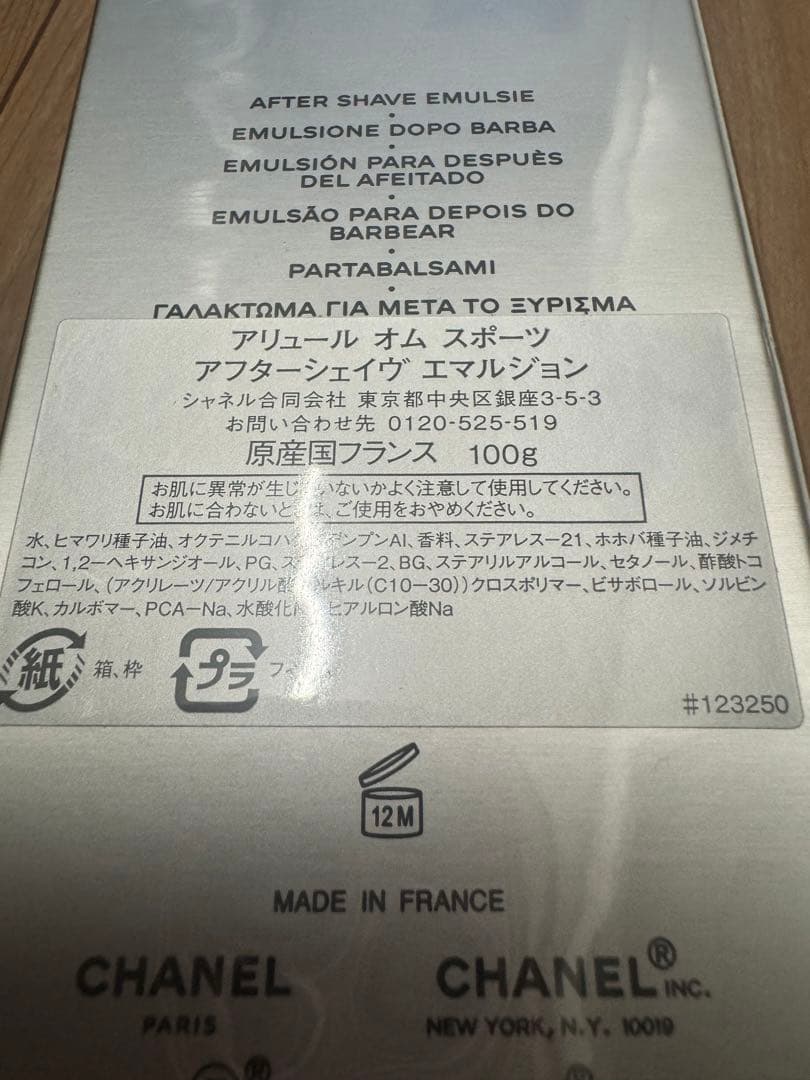 AFTER SHAVE EMULSIE
•
EMULSIONE DOPO BARBA
•
EMULSIÓN PARA DESPUÈS
DEL AFEITADO
•
EMULSÃO PARA DEPOIS DO
BARBEAR
•
PARTABALSAMI
•
ΓΑΛΑΚΤΩΜΑ ΓΙΑ ΜΕΤΑ ΤΟ ΞΥΡΙΣΜΑ
アリュール オム スポーツ
アフターシェイヴ エマルジョン
シャネル合同会社 東京都中央区銀座3-5-3
お問い合わせ先 0120-525-519
原産国フランス 100g
お肌に異常が生じ いないかよく注意して使用してください。
お肌に合わないと は、ご使用をおやめください。
水、ヒマワリ種子油、オクテニルコハ デンプンAl、香料、ステアレス-21、ホホバ種子油、ジメチ
コン、1,2-ヘキサンジオール、PG、ス レス-2、BG、ステアリルアルコール、セタノール、酢酸トコ
フェロール、(アクリレーツ/アクリル酸 ルキル(C10-30))クロスポリマー、ビサボロール、ソルビン
酸K、カルボマー、PCA-Na、水酸化 ヒアルロン酸Na
紙 箱、枠 プラ フ
#123250
12M
MADE IN FRANCE
CHANEL CHANEL® INC.
PARIS NEW YORK, N.Y. 10019
® ®